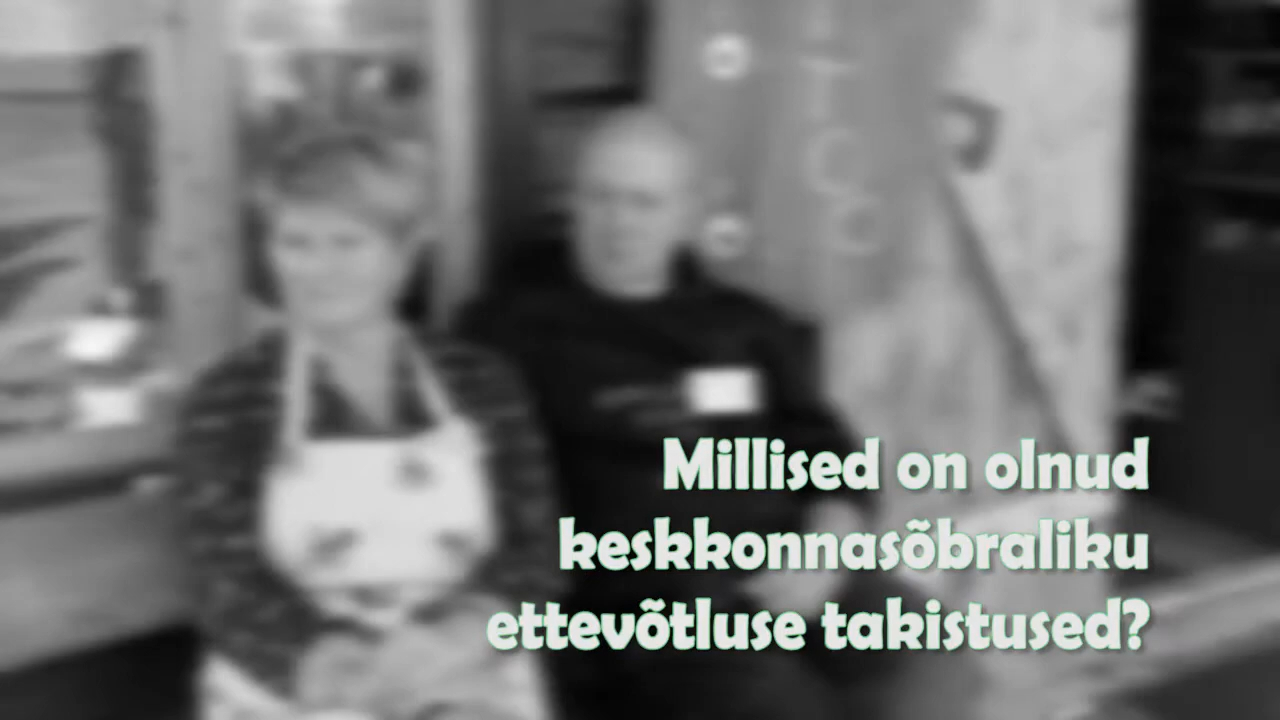 Millised on olnud
keskkonnasõbraliku
ettevõtluse takistused?